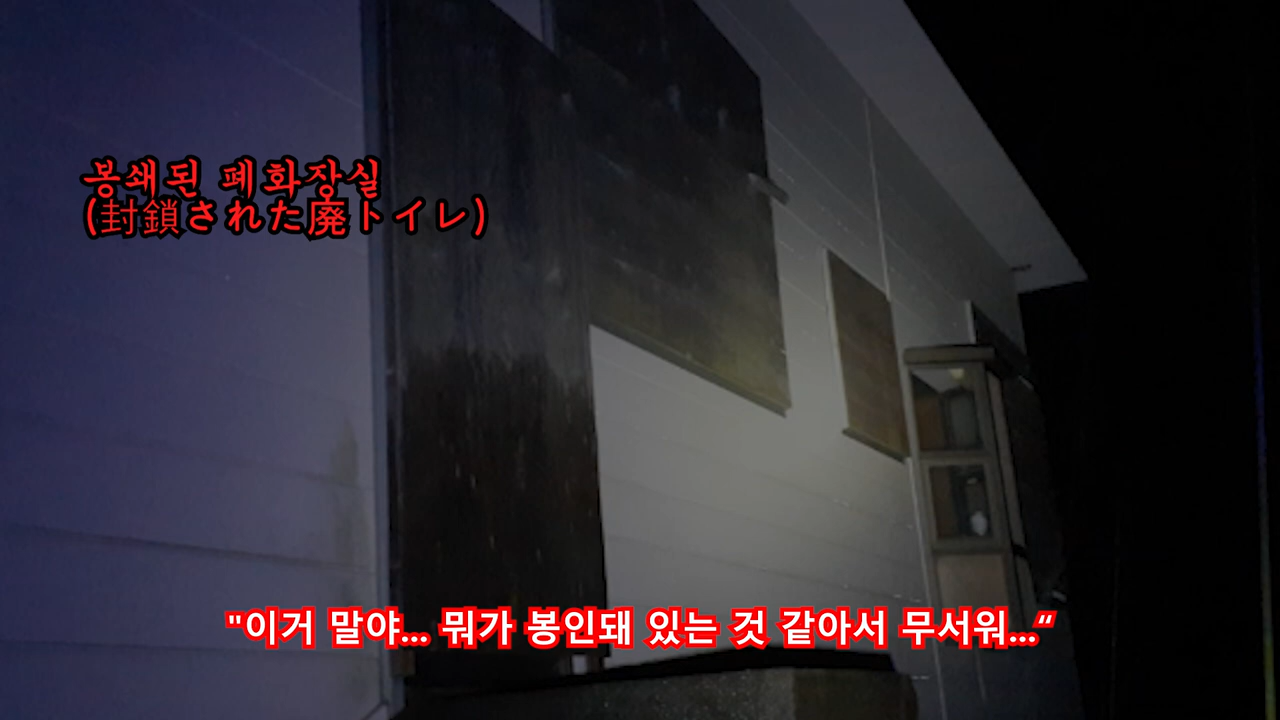 봉쇄된 폐화장실
(封鎖された廃トイレ)
"이거 말야... 뭐가 봉인돼 있는 것 같아서 무서워...“